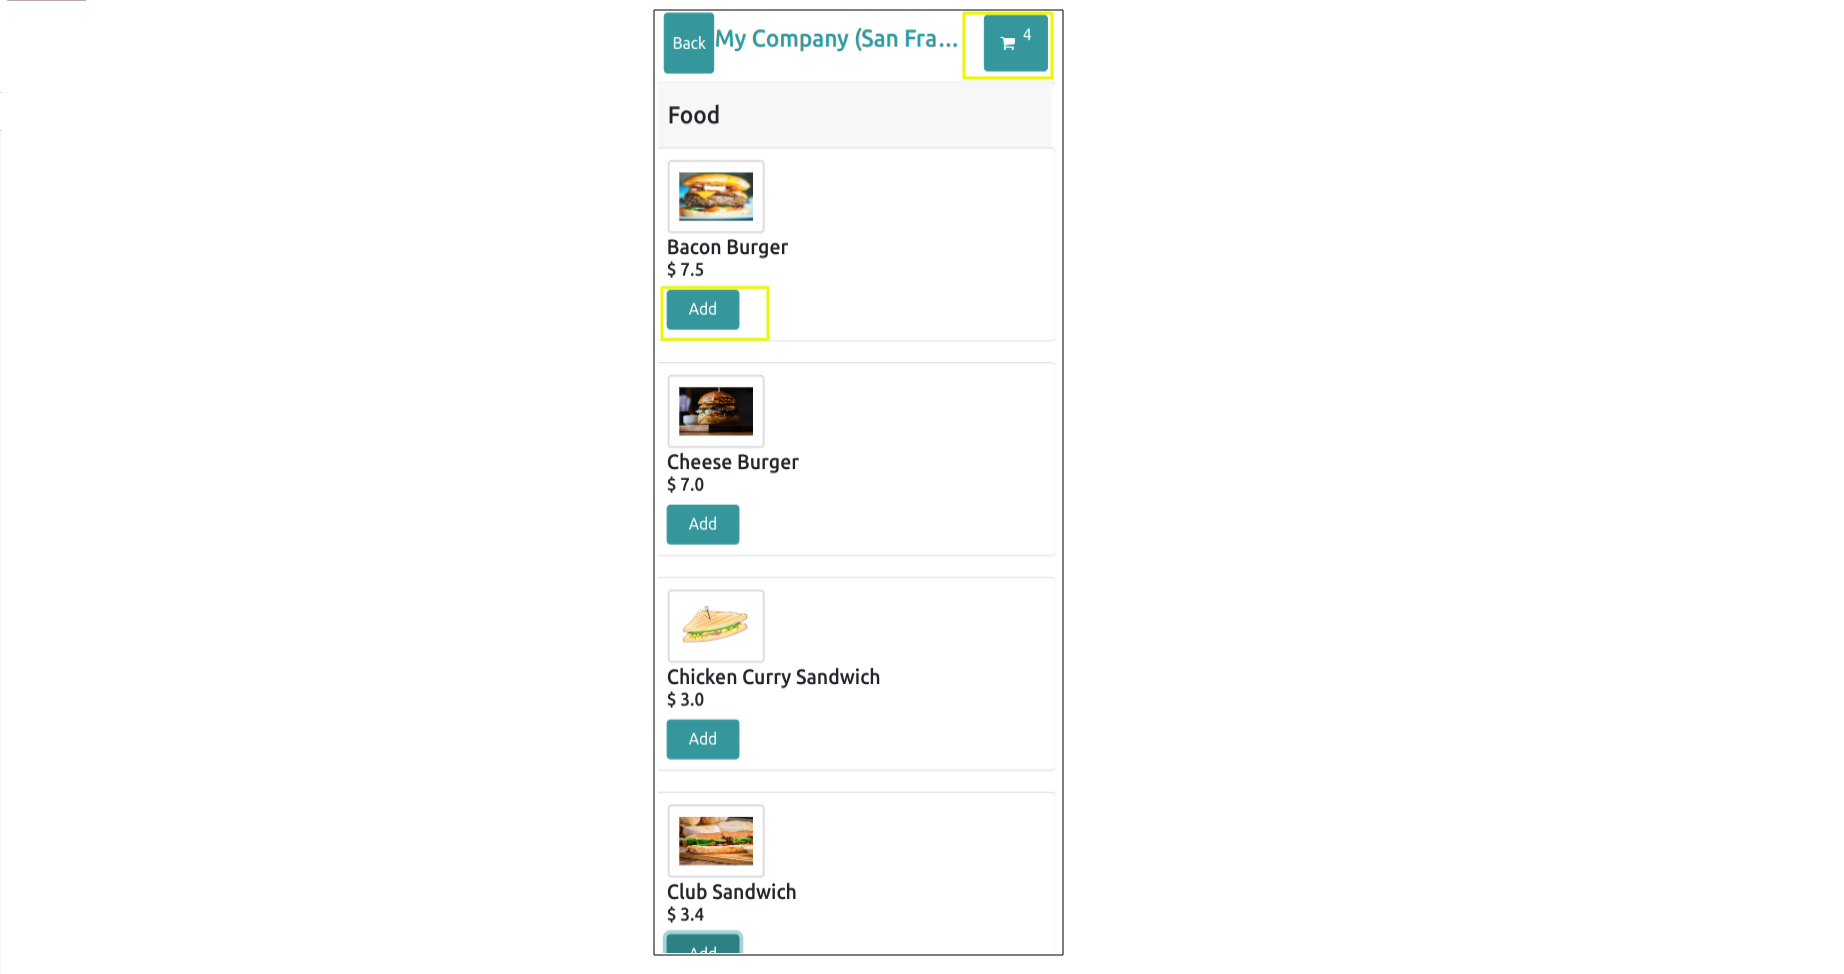 Back My Company (San Fra... 4
Food
Bacon Burger
$ 7.5
Add
Cheese Burger
$ 7.0
Add
Chicken Curry Sandwich
$ 3.0
Add
Club Sandwich
$ 3.4
Add